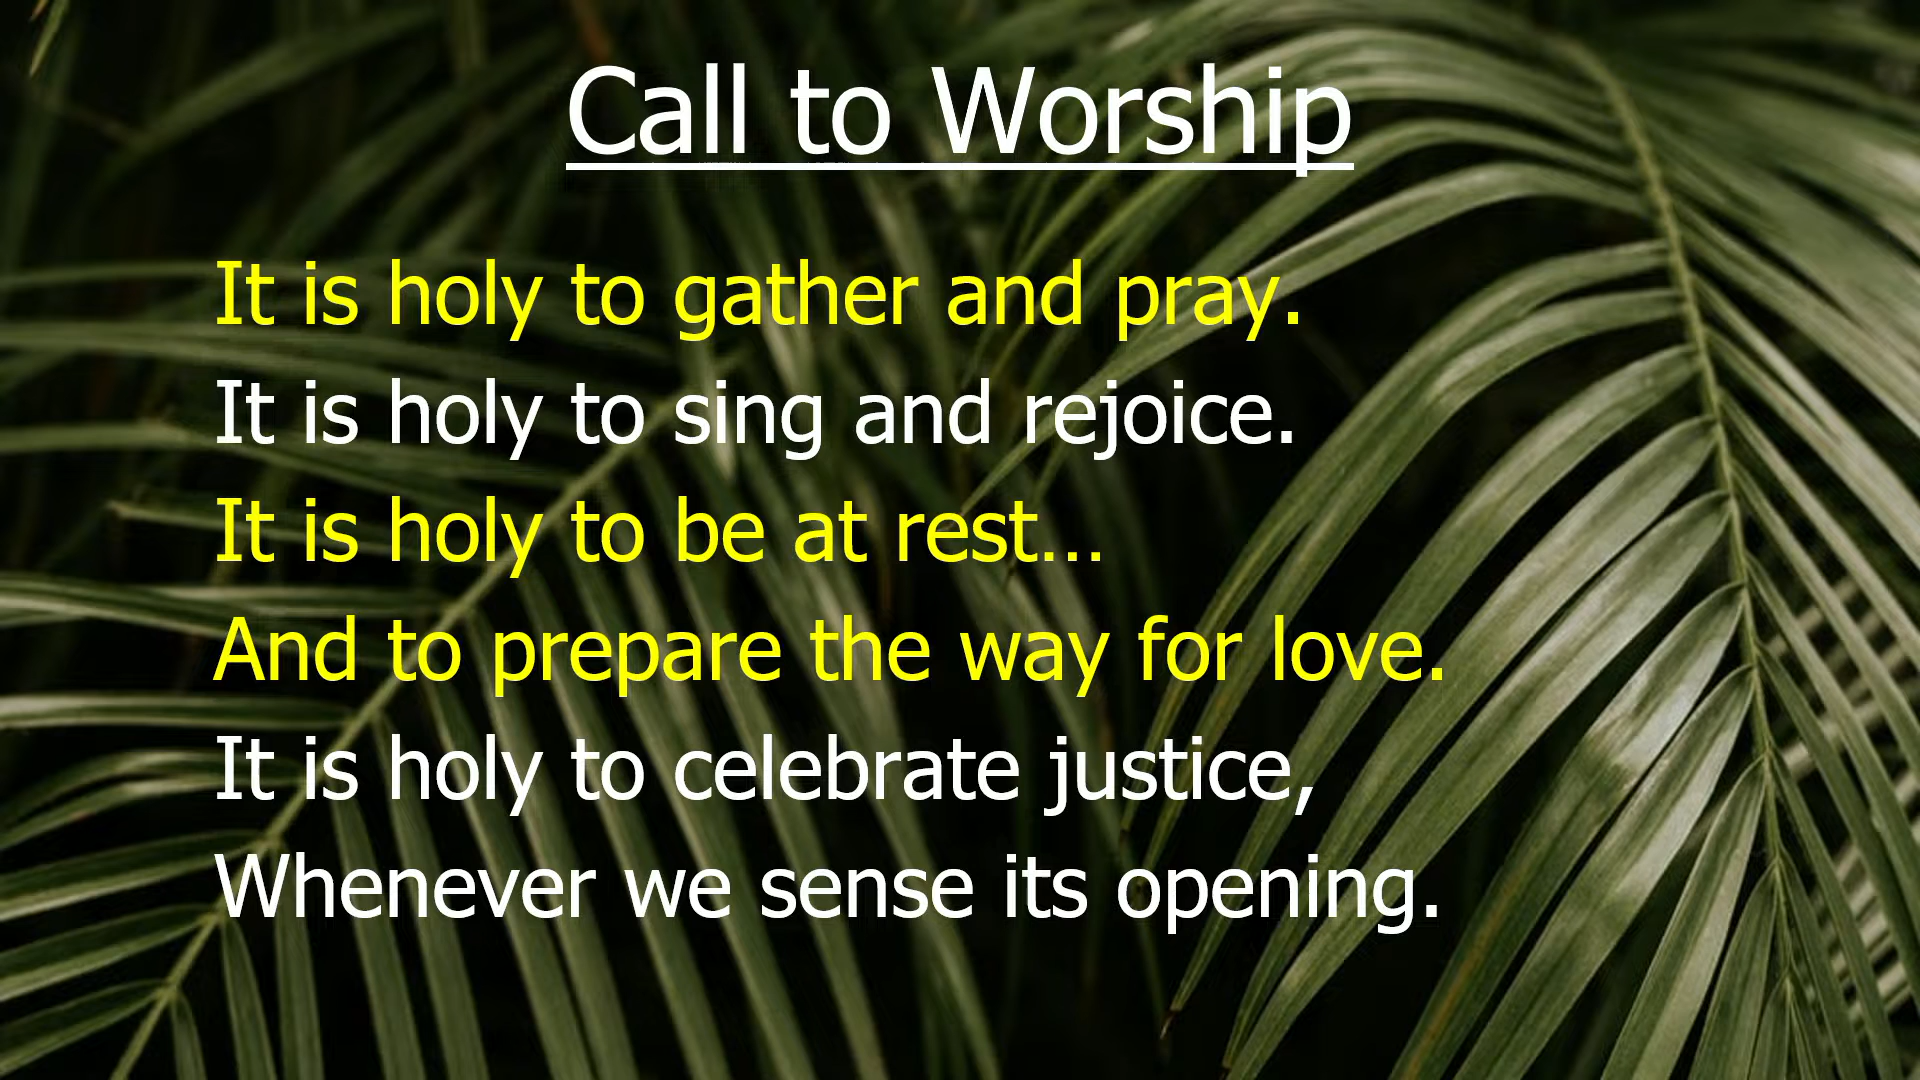 Call to Worship
It is holy to gather and pray.
It is holy to sing and rejoice.
It is holy to be at rest...
And to prepare the way for love.
It is holy to celebrate justice,
Whenever we sense its opening.